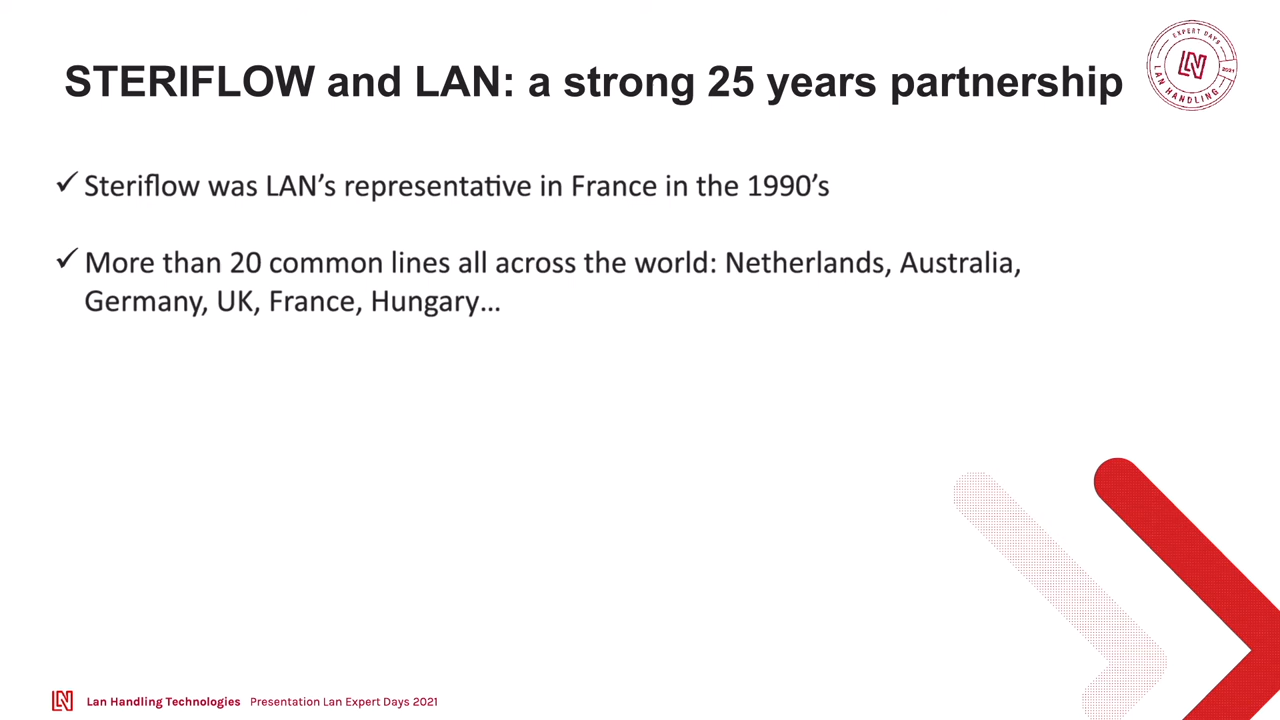 STERIFLOW and LAN: a strong 25 years partnership
EXPERT DAYS
LN
2021
LAN HANDLING
✓ Steriflow was LAN’s representative in France in the 1990’s
✓ More than 20 common lines all across the world: Netherlands, Australia,
Germany, UK, France, Hungary...
LN Lan Handling Technologies Presentation Lan Expert Days 2021